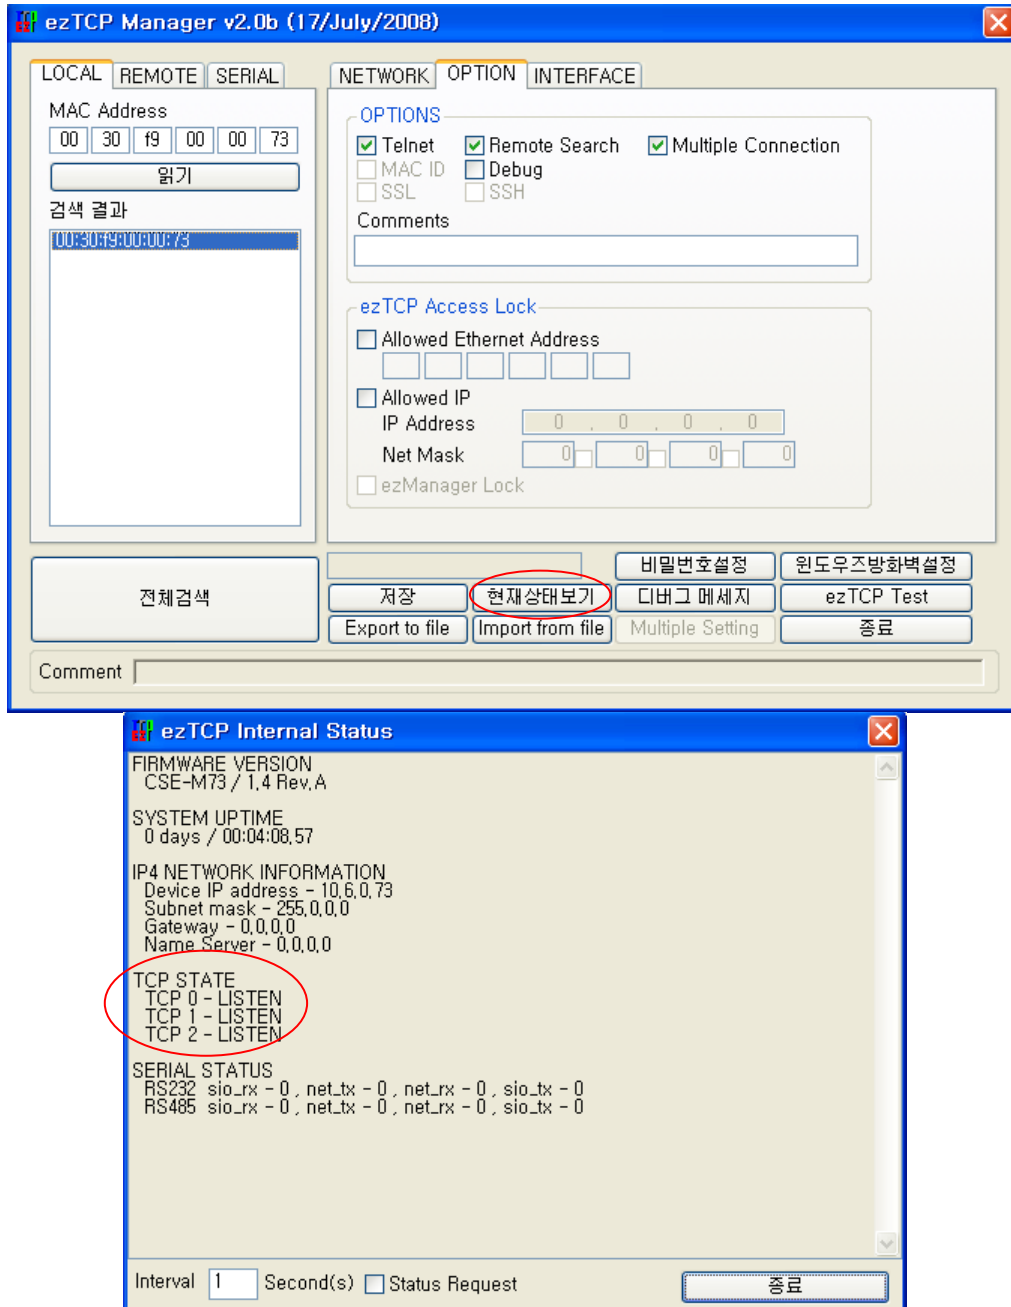 ezTCP Manager v2.0b (17/July/2008)
LOCAL REMOTE SERIAL
NETWORK OPTION INTERFACE
MAC Address
00 30 f9 00 00 73
읽기
검색 결과
00:30:f9:00:00:73
OPTIONS
Telnet Remote Search Multiple Connection
MAC ID Debug
SSL SSH
Comments
ezTCP Access Lock
Allowed Ethernet Address
Allowed IP
IP Address 0 . 0 . 0 . 0
Net Mask 0 0 0 0
ezManager Lock
전체검색
비밀번호설정 윈도우즈방화벽설정
저장 현재상태보기 디버그 메세지 ezTCP Test
Export to file Import from file Multiple Setting 종료
Comment
ezTCP Internal Status
FIRMWARE VERSION
CSE-M73 / 1.4 Rev.A
SYSTEM UPTIME
0 days / 00:04:08.57
IP4 NETWORK INFORMATION
Device IP address - 10.6.0.73
Subnet mask - 255.0.0.0
Gateway - 0.0.0.0
Name Server - 0.0.0.0
TCP STATE
TCP 0 - LISTEN
TCP 1 - LISTEN
TCP 2 - LISTEN
SERIAL STATUS
RS232 sio_rx - 0 , net_tx - 0 , net_rx - 0 , sio_tx - 0
RS485 sio_rx - 0 , net_tx - 0 , net_rx - 0 , sio_tx - 0
Interval 1 Second(s) Status Request 종료